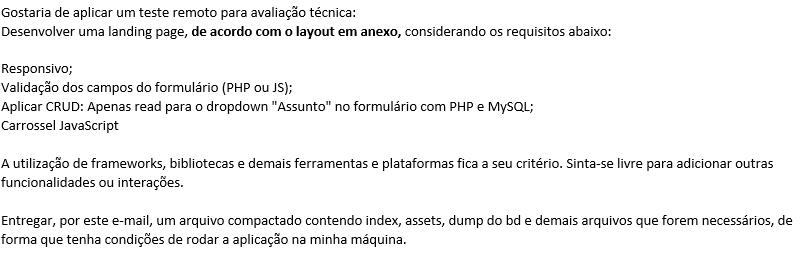 Gostaria de aplicar um teste remoto para avaliação técnica:
Desenvolver uma landing page, de acordo com o layout em anexo, considerando os requisitos abaixo:
Responsivo;
Validação dos campos do formulário (PHP ou JS);
Aplicar CRUD: Apenas read para o dropdown "Assunto" no formulário com PHP e MySQL;
Carrossel JavaScript
A utilização de frameworks, bibliotecas e demais ferramentas e plataformas fica a seu critério. Sinta-se livre para adicionar outras
funcionalidades ou interações.
Entregar, por este e-mail, um arquivo compactado contendo index, assets, dump do bd e demais arquivos que forem necessários, de
forma que tenha condições de rodar a aplicação na minha máquina.